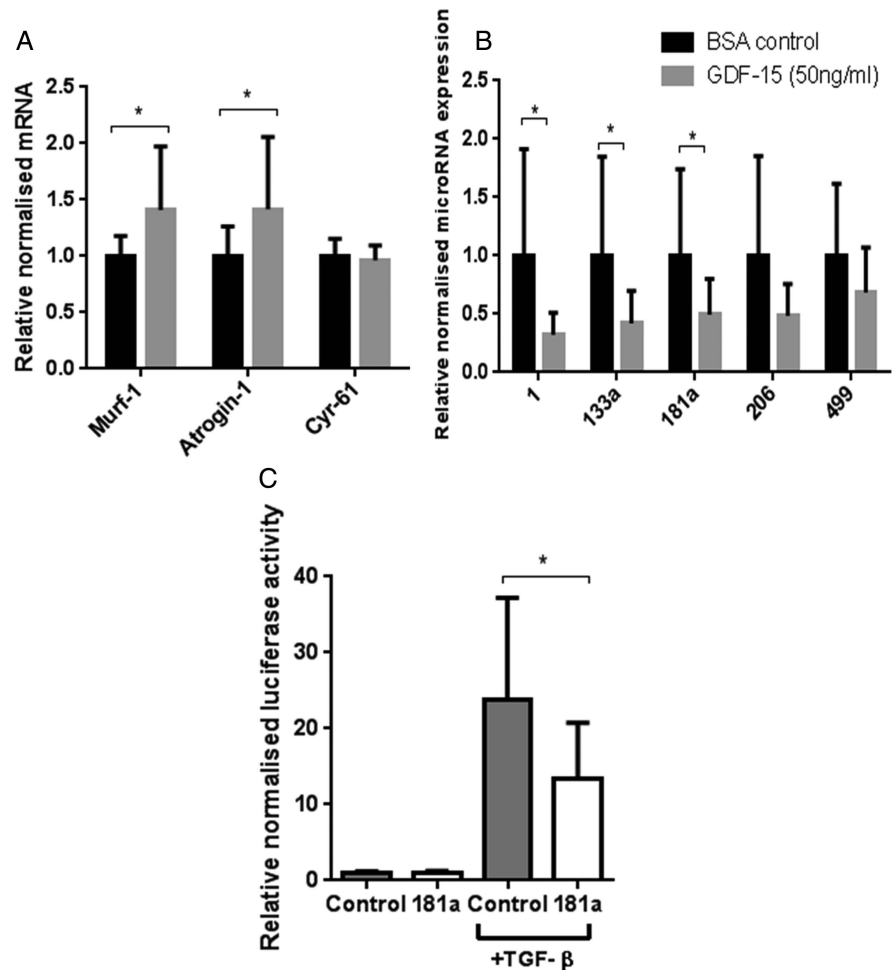 A
Relative normalised mRNA
2.5
2.0
1.5
1.0
0.5
0.0
*
*
Murf-1
Atrogin-1
Cyr-61
B
BSA control
GDF-15 (50ng/ml)
Relative normalised microRNA expression
2.5
2.0
1.5
1.0
0.5
0.0
*
*
*
1
133a
181a
206
499
C
Relative normalised luciferase activity
40
30
20
10
0
*
Control 181a Control 181a
+TGF- β